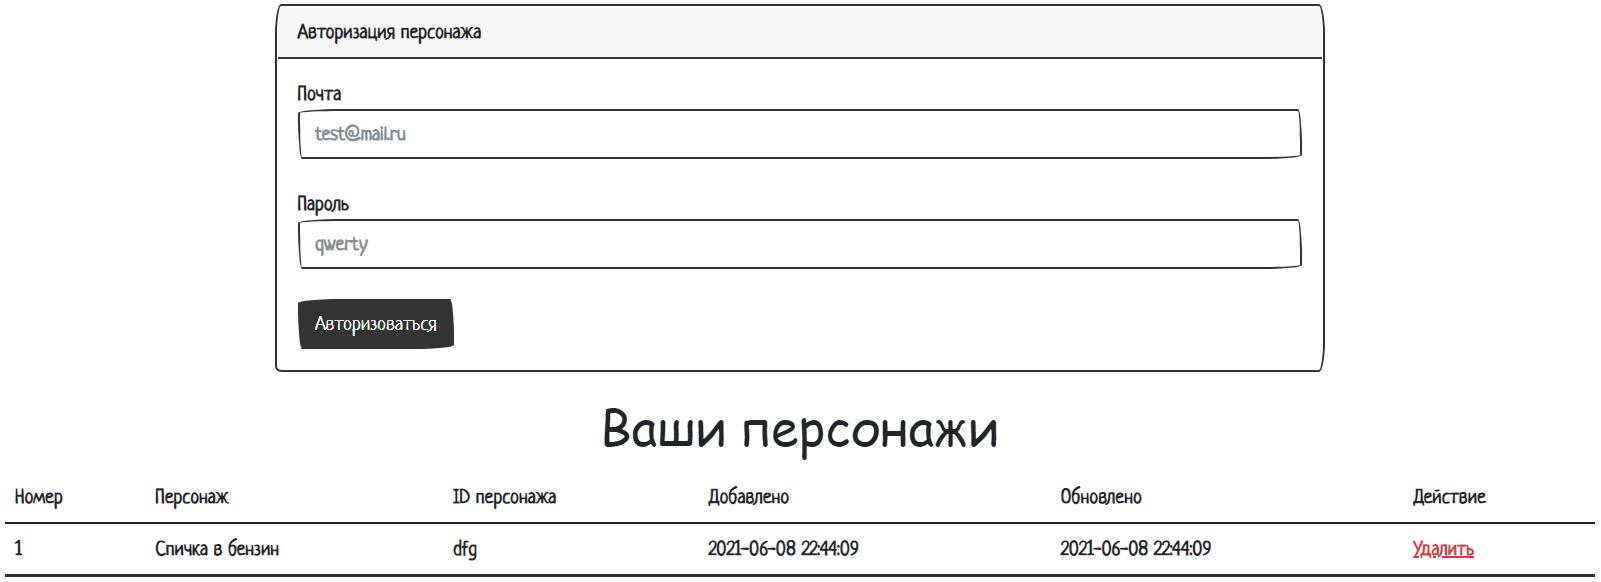 Авторизация персонажа
Почта
test@mail.ru
Пароль
qwerty
Авторизоваться
Ваши персонажи
Номер Персонаж ID персонажа Добавлено Обновлено Действие
1 Спичка в бензин dfg 2021-06-08 22:44:09 2021-06-08 22:44:09 Удалить